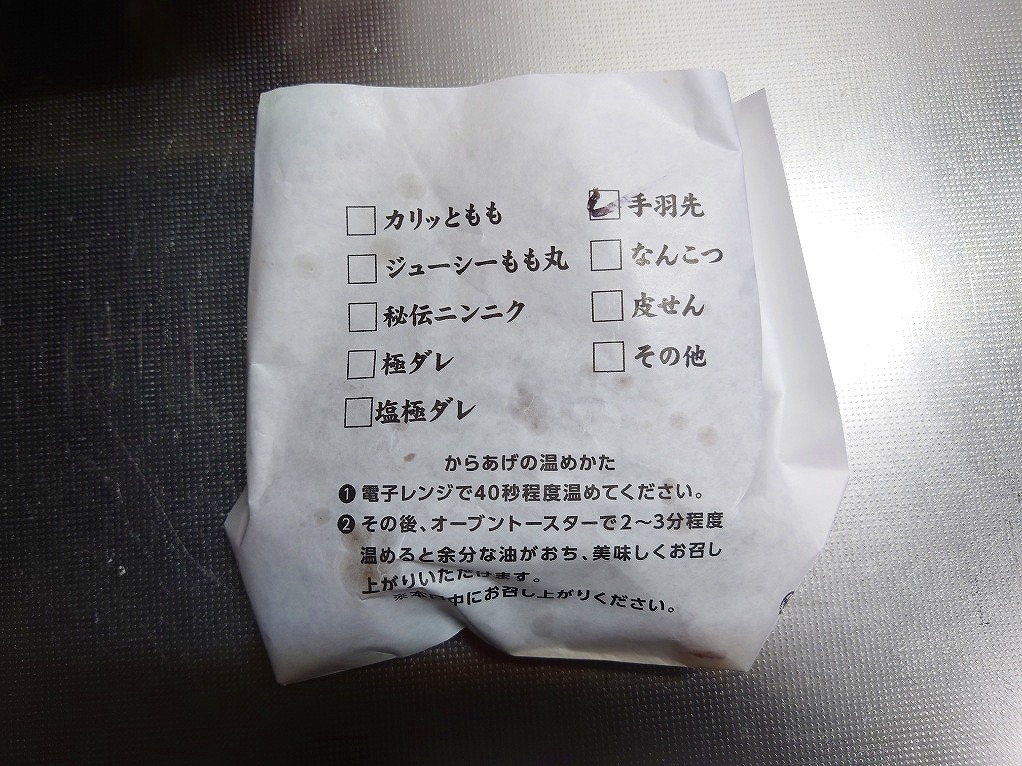 カリッともも
ジューシーもも丸
秘伝ニンニク
極ダレ
塩極ダレ
手羽先
なんこつ
皮せん
その他
からあげの温めかた
❶電子レンジで40秒程度温めてください。
❷その後、オーブントースターで2〜3分程度
温めると余分な油がおち、美味しくお召し
上がりいただけます。
※本日中にお召し上がりください。